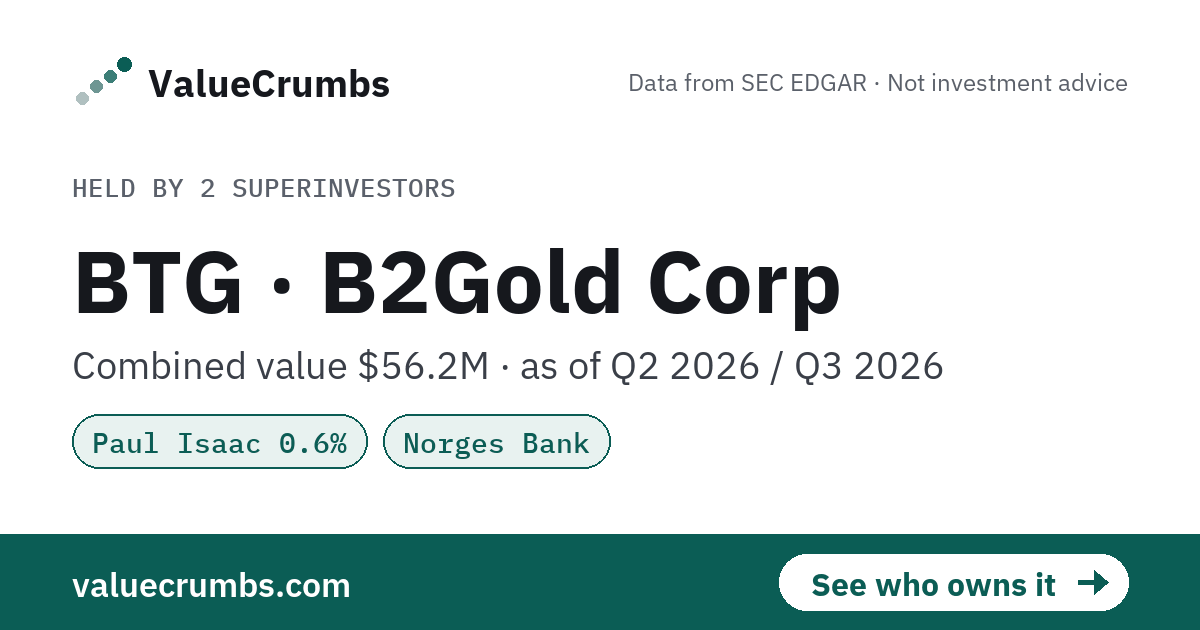 ValueCrumbs
Data from SEC EDGAR · Not investment advice
HELD BY 2 SUPERINVESTORS
BTG · B2Gold Corp
Combined value $56.2M · as of Q2 2026 / Q3 2026
Paul Isaac 0.6%
Norges Bank
valuecrumbs.com
See who owns it →